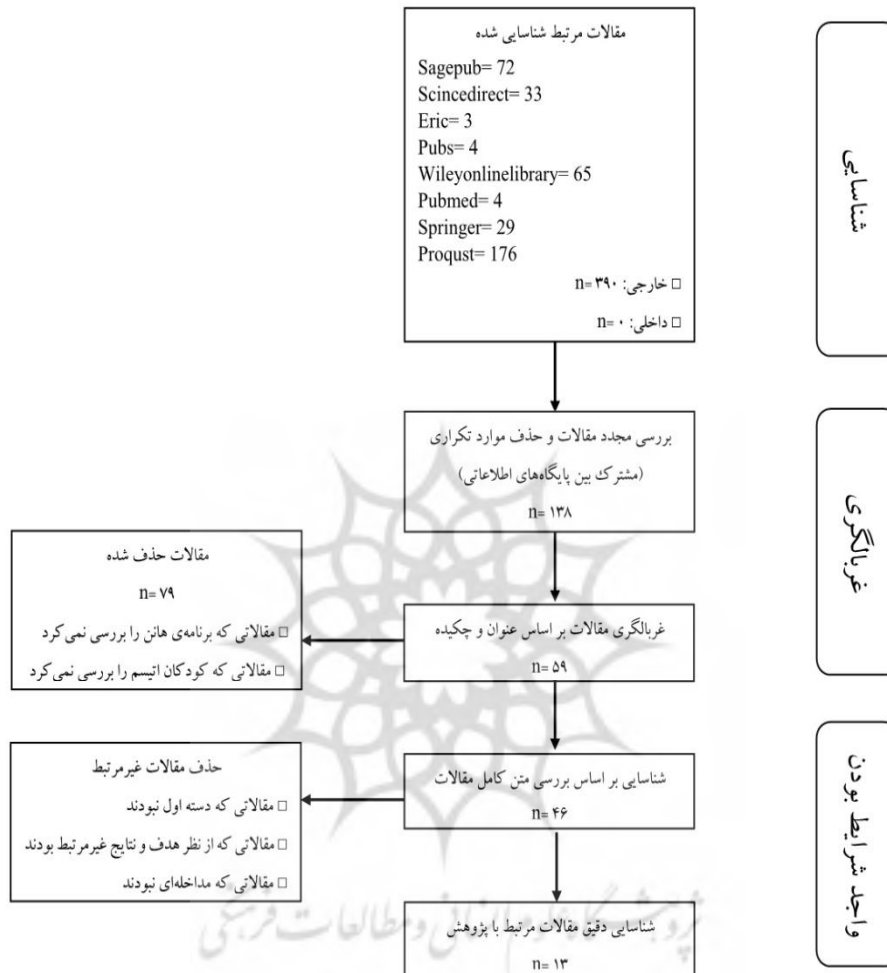 مقالات مرتبط شناسایی شده
Sagepub= 72
Scincedirect= 33
Eric= 3
Pubs= 4
Wileyonlinelibrary= 65
Pubmed= 4
Springer= 29
Proqust= 176
□ خارجی: n= ۳۹۰
□ داخلی: n= ۰
شناسایی
بررسی مجدد مقالات و حذف موارد تکراری
(مشترک بین پایگاه‌های اطلاعاتی)
n= ۱۳۸
غربالگری
غربالگری مقالات بر اساس عنوان و چکیده
n= ۵۹
مقالات حذف شده
n= ۷۹
□ مقالاتی که برنامه‌ی هانن را بررسی نمی‌کرد
□ مقالاتی که کودکان اتیسم را بررسی نمی‌کرد
شناسایی بر اساس بررسی متن کامل مقالات
n= ۴۶
حذف مقالات غیرمرتبط
□ مقالاتی که دسته اول نبودند
□ مقالاتی که از نظر هدف و نتایج غیرمرتبط بودند
□ مقالاتی که مداخله‌ای نبودند
واجد شرایط بودن
شناسایی دقیق مقالات مرتبط با پژوهش
n= ۱۳
پژوهشگاه علوم انسانی و مطالعات فرهنگی